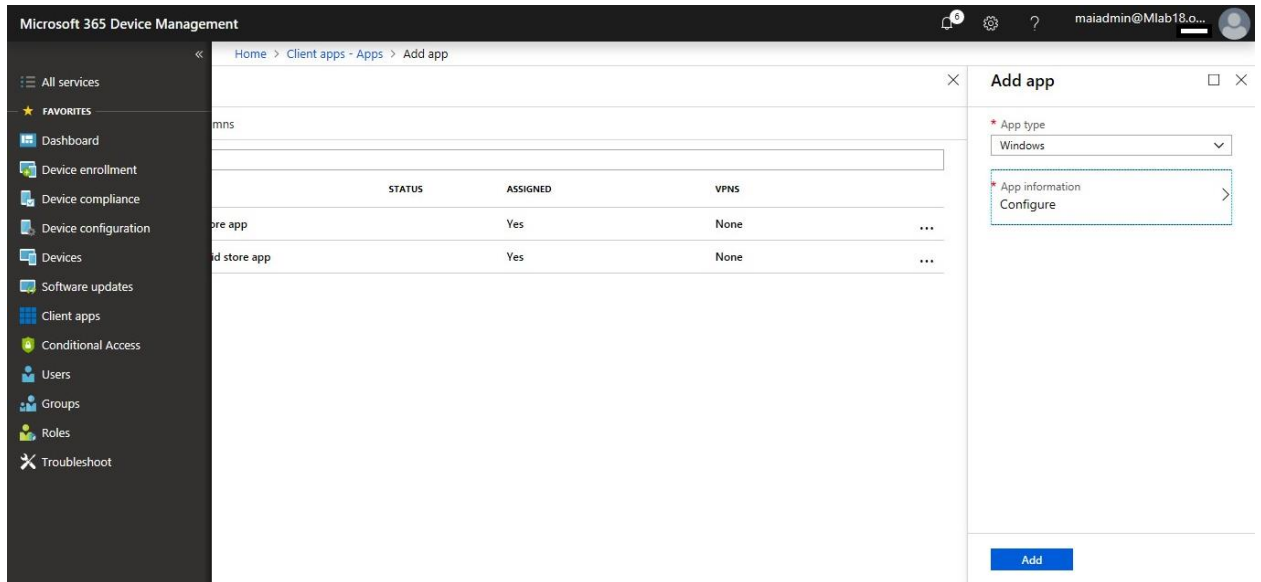 Microsoft 365 Device Management
6
?
maiadmin@Mlab18.o...
«
Home > Client apps - Apps > Add app
All services
FAVORITES
Dashboard
Device enrollment
Device compliance
Device configuration
Devices
Software updates
Client apps
Conditional Access
Users
Groups
Roles
Troubleshoot
mns
STATUS ASSIGNED VPNS
ore app Yes None ...
id store app Yes None ...
Add app
* App type
Windows
* App information
Configure
Add